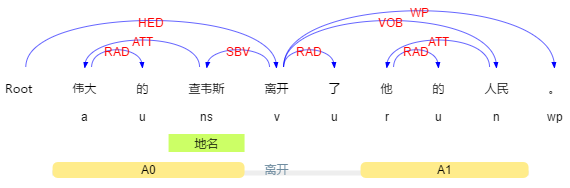 WP
HED VOB
ATT ATT
RAD SBV RAD RAD
Root 伟大 的 查韦斯 离开 了 他 的 人民 。
a u ns v u r u n wp
地名
A0 离开 A1